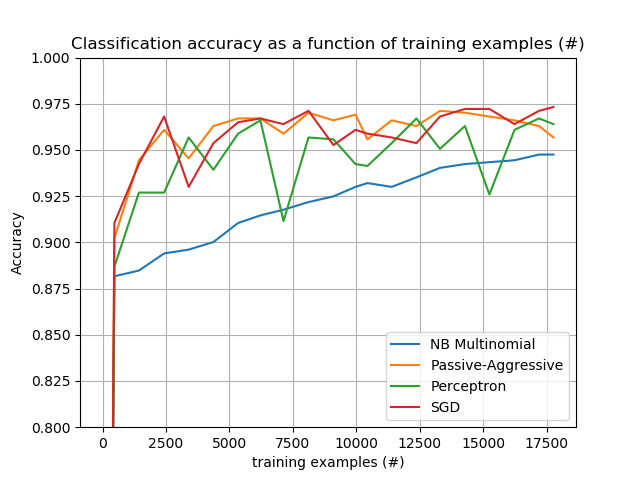 Classification accuracy as a function of training examples (#)
1.000
0.975
0.950
0.925
0.900
0.875
0.850
0.825
0.800
Accuracy
NB Multinomial
Passive-Aggressive
Perceptron
SGD
0 2500 5000 7500 10000 12500 15000 17500
training examples (#)